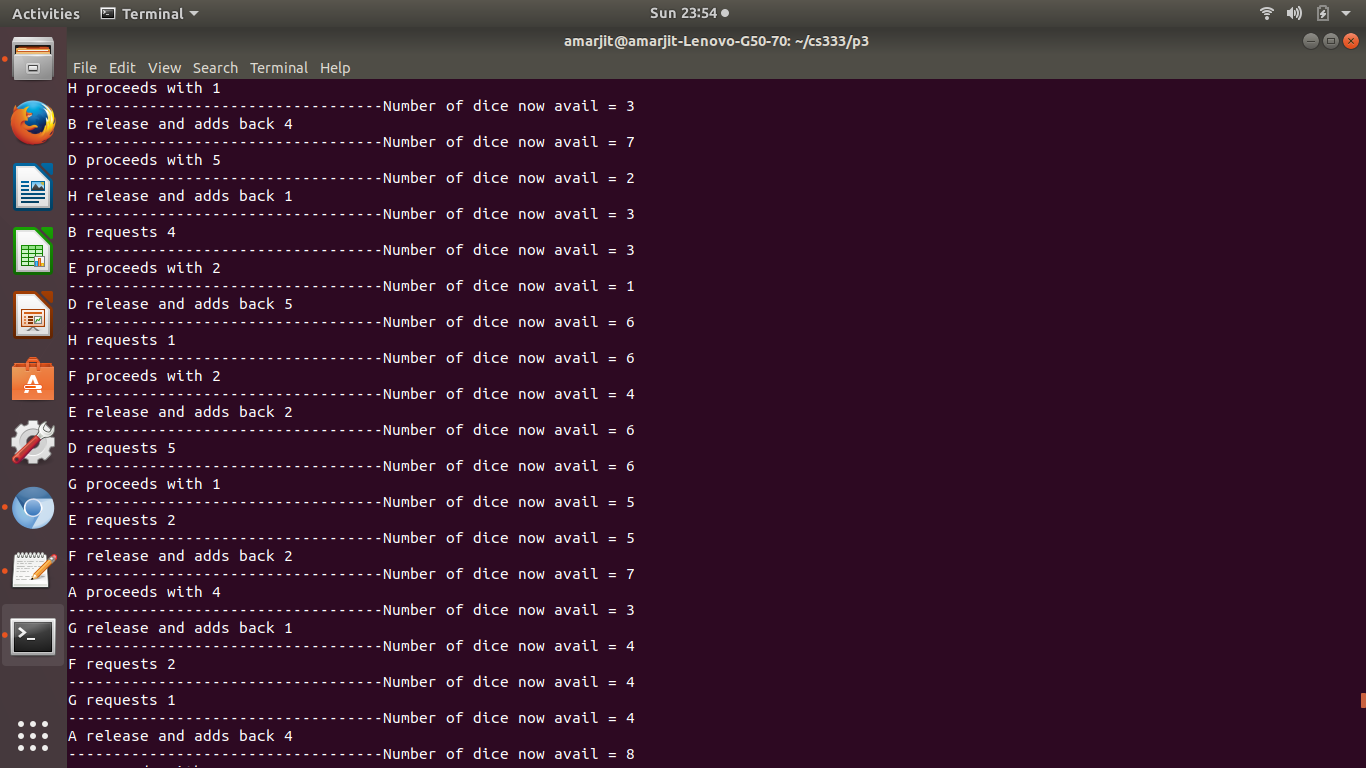 Activities Terminal Sun 23:54
amarjit@amarjit-Lenovo-G50-70: ~/cs333/p3
File Edit View Search Terminal Help
H proceeds with 1
-----------------------------------Number of dice now avail = 3
B release and adds back 4
-----------------------------------Number of dice now avail = 7
D proceeds with 5
-----------------------------------Number of dice now avail = 2
H release and adds back 1
-----------------------------------Number of dice now avail = 3
B requests 4
-----------------------------------Number of dice now avail = 3
E proceeds with 2
-----------------------------------Number of dice now avail = 1
D release and adds back 5
-----------------------------------Number of dice now avail = 6
H requests 1
-----------------------------------Number of dice now avail = 6
F proceeds with 2
-----------------------------------Number of dice now avail = 4
E release and adds back 2
-----------------------------------Number of dice now avail = 6
D requests 5
-----------------------------------Number of dice now avail = 6
G proceeds with 1
-----------------------------------Number of dice now avail = 5
E requests 2
-----------------------------------Number of dice now avail = 5
F release and adds back 2
-----------------------------------Number of dice now avail = 7
A proceeds with 4
-----------------------------------Number of dice now avail = 3
G release and adds back 1
-----------------------------------Number of dice now avail = 4
F requests 2
-----------------------------------Number of dice now avail = 4
G requests 1
-----------------------------------Number of dice now avail = 4
A release and adds back 4
-----------------------------------Number of dice now avail = 8